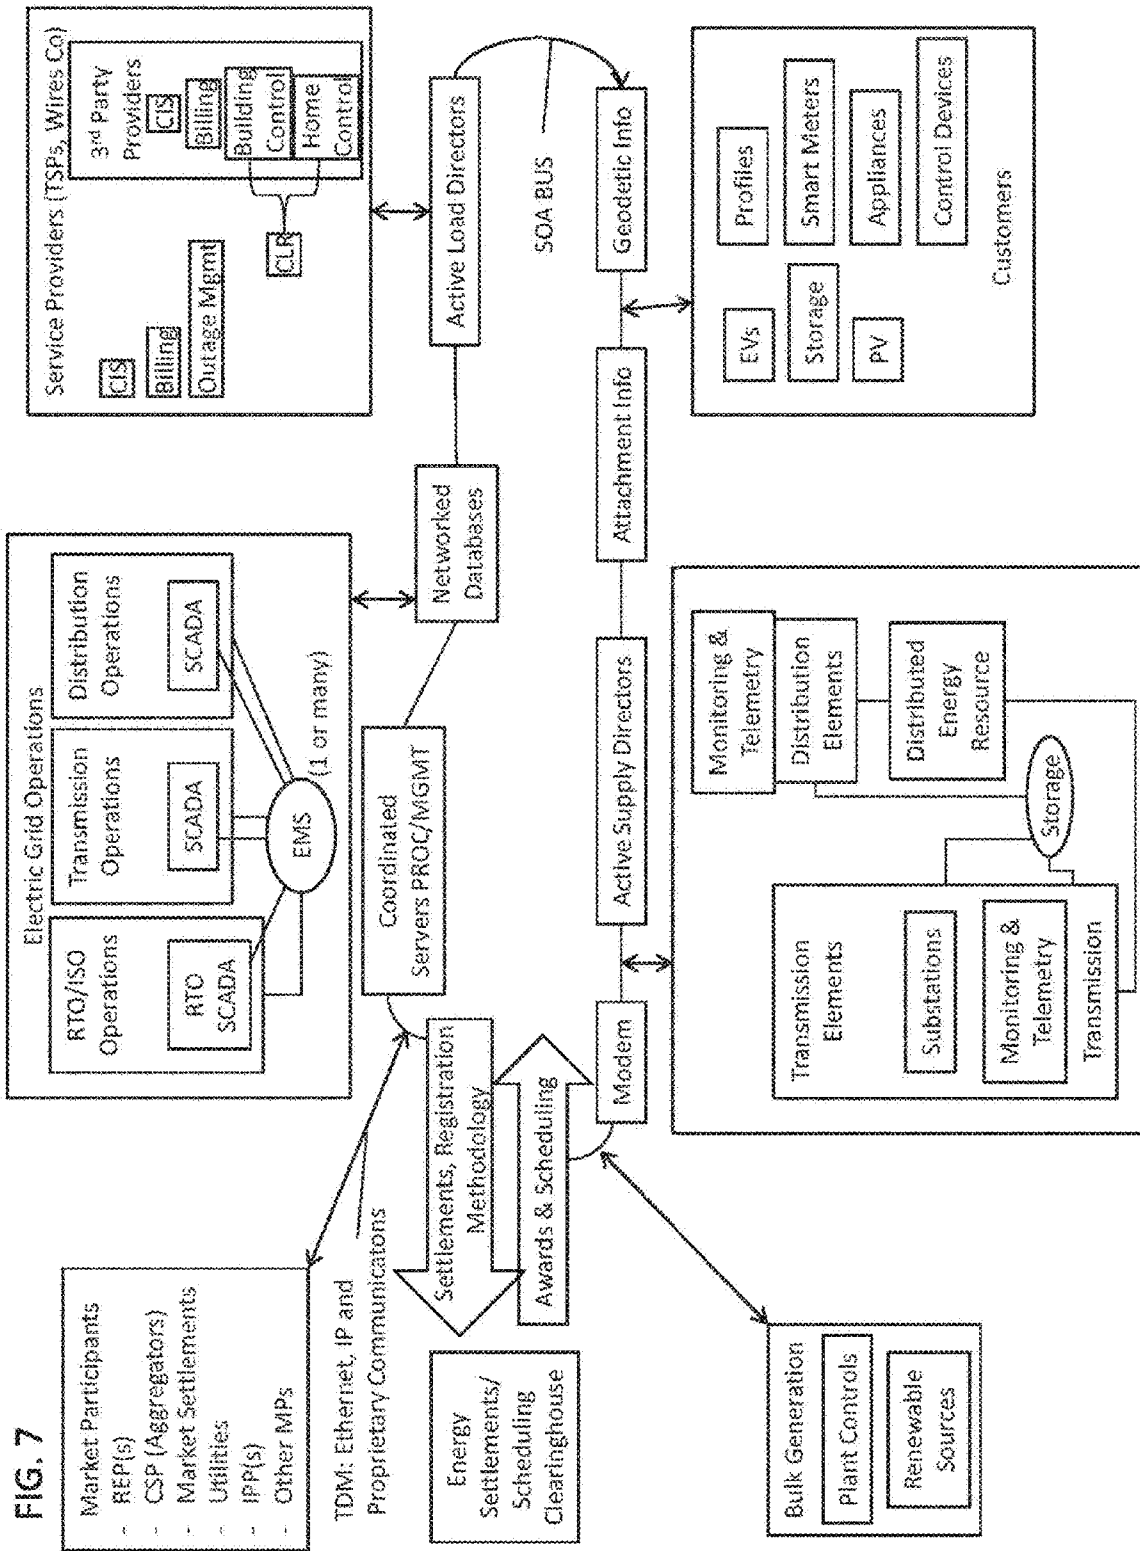 FIG. 7
Market Participants
- REP(s)
- CSP (Aggregators)
- Market Settlements
- Utilities
- IPP(s)
- Other MPs
TDM: Ethernet, IP and
Proprietary Communicatons
Energy
Settlements/
Scheduling
Clearinghouse
Bulk Generation
Plant Controls
Renewable
Sources
Settlements, Registration
Methodology
Awards & Scheduling
Electric Grid Operations
RTO/ISO
Operations
RTO
SCADA
Transmission
Operations
SCADA
Distribution
Operations
SCADA
EMS
(1 or many)
Coordinated
Servers PROC/MGMT
Networked
Databases
Active Load Directors
SOA BUS
Modem
Active Supply Directors
Attachment Info
Geodetic Info
Service Providers (TSPs, Wires Co)
CIS
Billing
Outage Mgmt
CLR
3rd Party
Providers
CIS
Billing
Building
Control
Home
Control
Transmission
Elements
Substations
Monitoring &
Telemetry
Transmission
Storage
Monitoring &
Telemetry
Distribution
Elements
Distributed
Energy
Resource
EVs
Storage
PV
Profiles
Smart Meters
Appliances
Control Devices
Customers